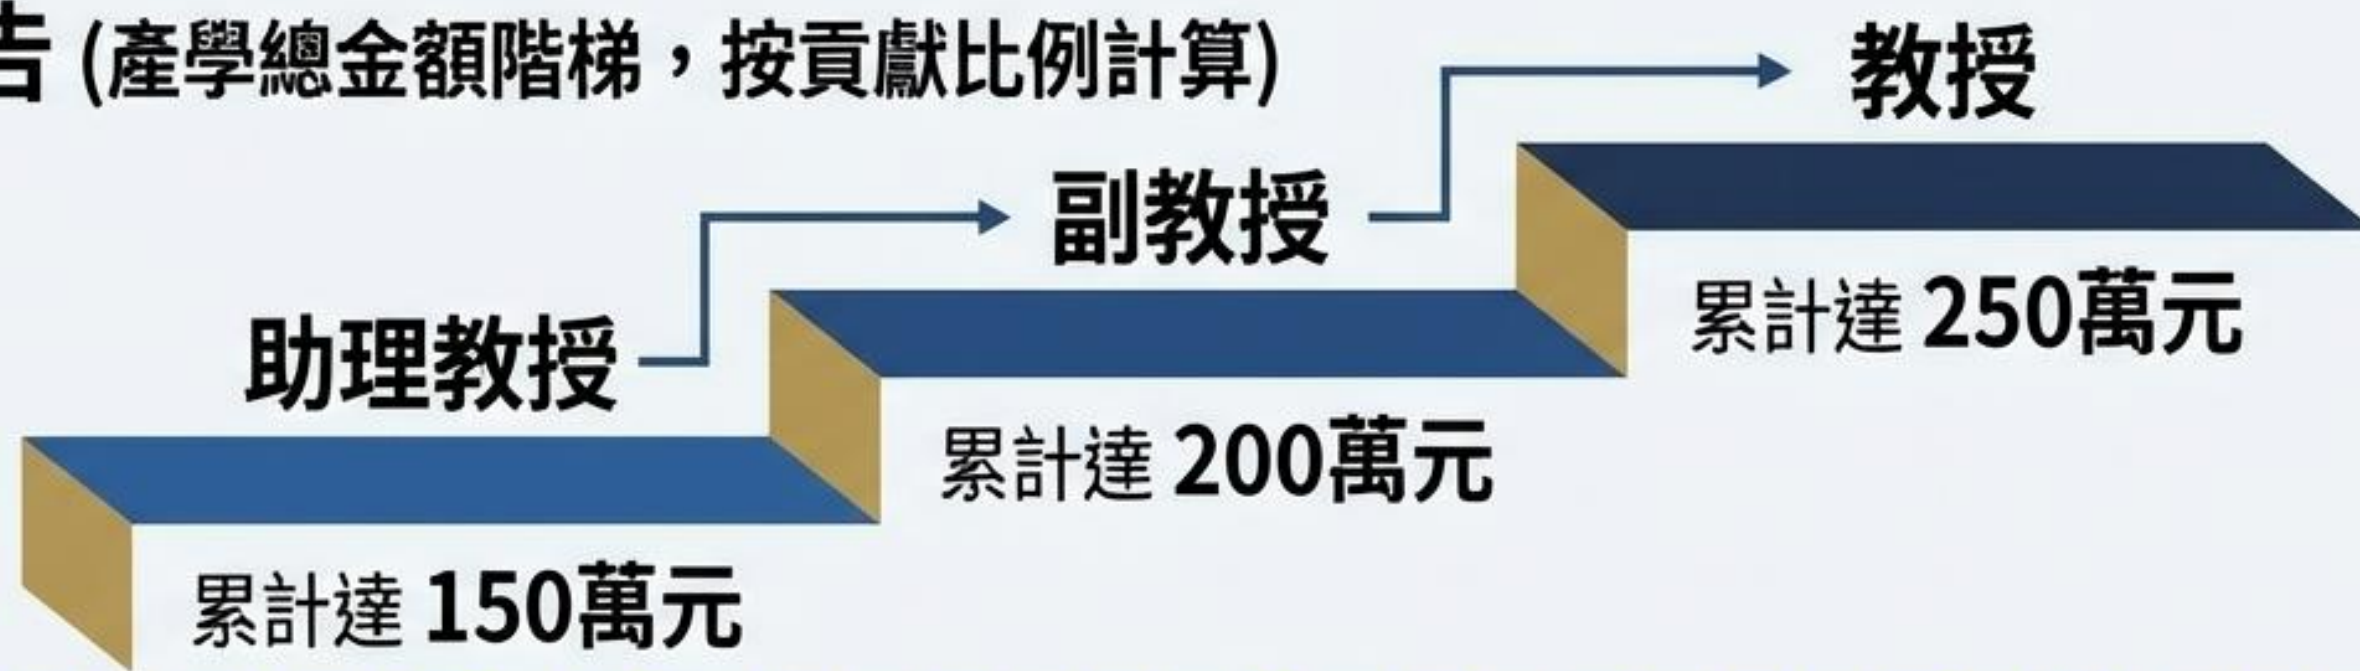 告 (產學總金額階梯，按貢獻比例計算)
教授
副教授
助理教授
累計達 250萬元
累計達 200萬元
累計達 150萬元